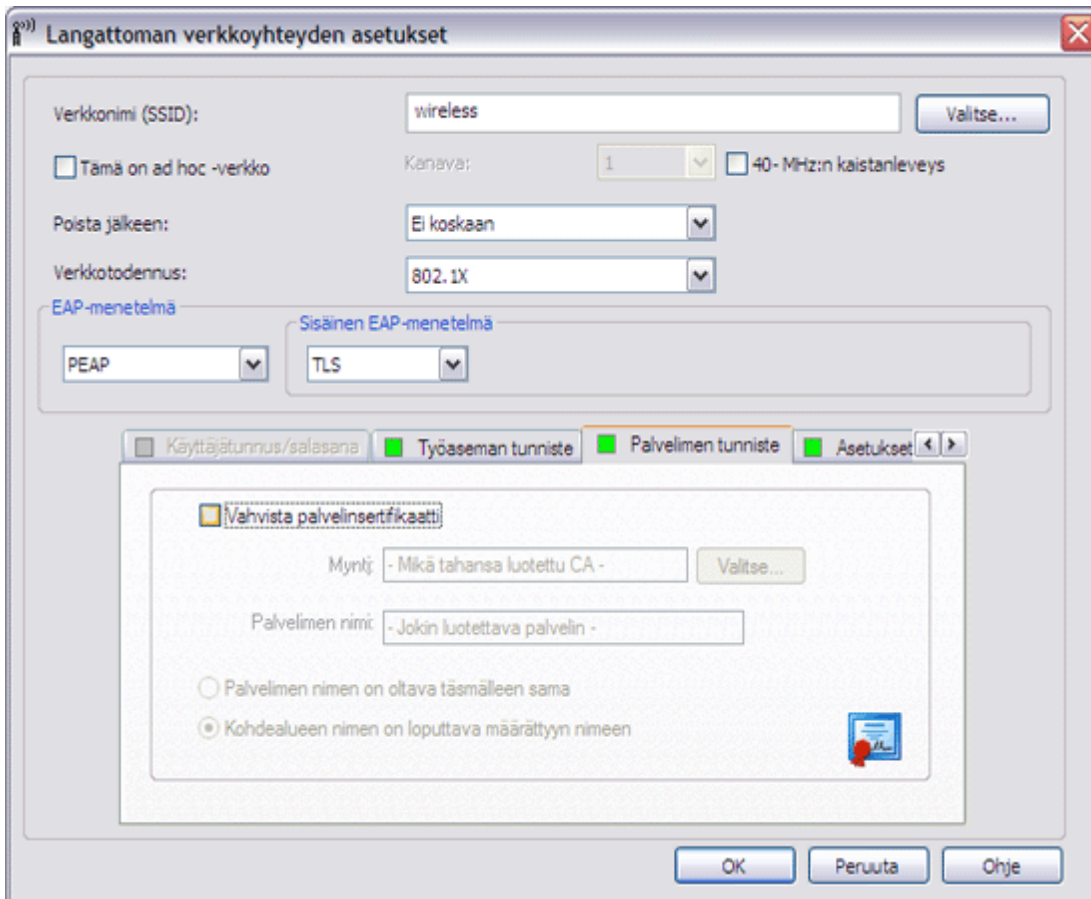 Langattoman verkkoyhteyden asetukset
Verkkonimi (SSID): wireless Valitse...
Tämä on ad hoc -verkko Kanava: 1 40- MHz:n kaistanleveys
Poista jälkeen: Ei koskaan
Verkkotodennus: 802.1X
EAP-menetelmä
Sisäinen EAP-menetelmä
PEAP TLS
Käyttäjätunnus/salasana Työaseman tunniste Palvelimen tunniste Asetukset
Vahvista palvelinsertifikaatti
Myntj: - Mikä tahansa luotettu CA - Valitse...
Palvelimen nimi: - Jokin luotettava palvelin -
Palvelimen nimen on oltava täsmälleen sama
Kohdealueen nimen on loputtava määrättyyn nimeen
OK Peruuta Ohje